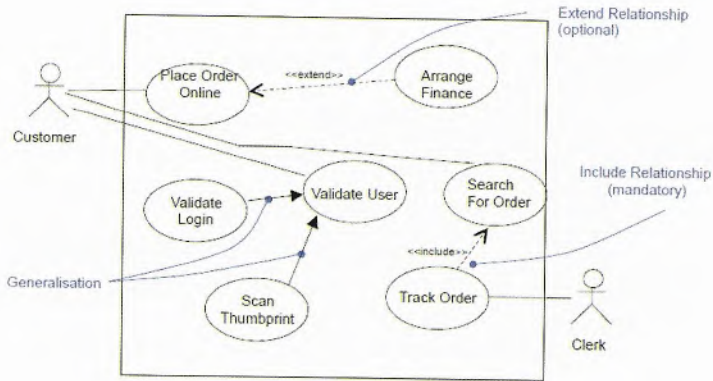 Extend Relationship
(optional)
Place Order
Online
<<extend>>
Arrange
Finance
Customer
Include Relationship
(mandatory)
Validate User
Search
For Order
Validate
Login
<<include>>
Generalisation
Scan
Thumbprint
Track Order
Clerk